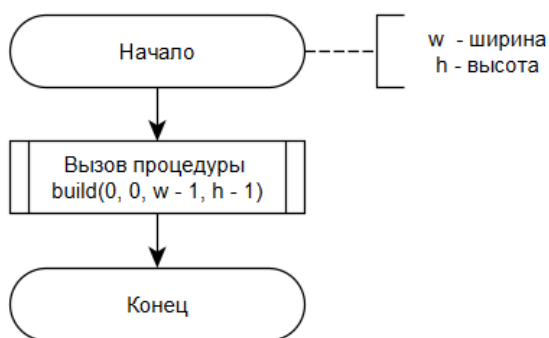 Начало
w - ширина
h - высота
Вызов процедуры
build(0, 0, w - 1, h - 1)
Конец